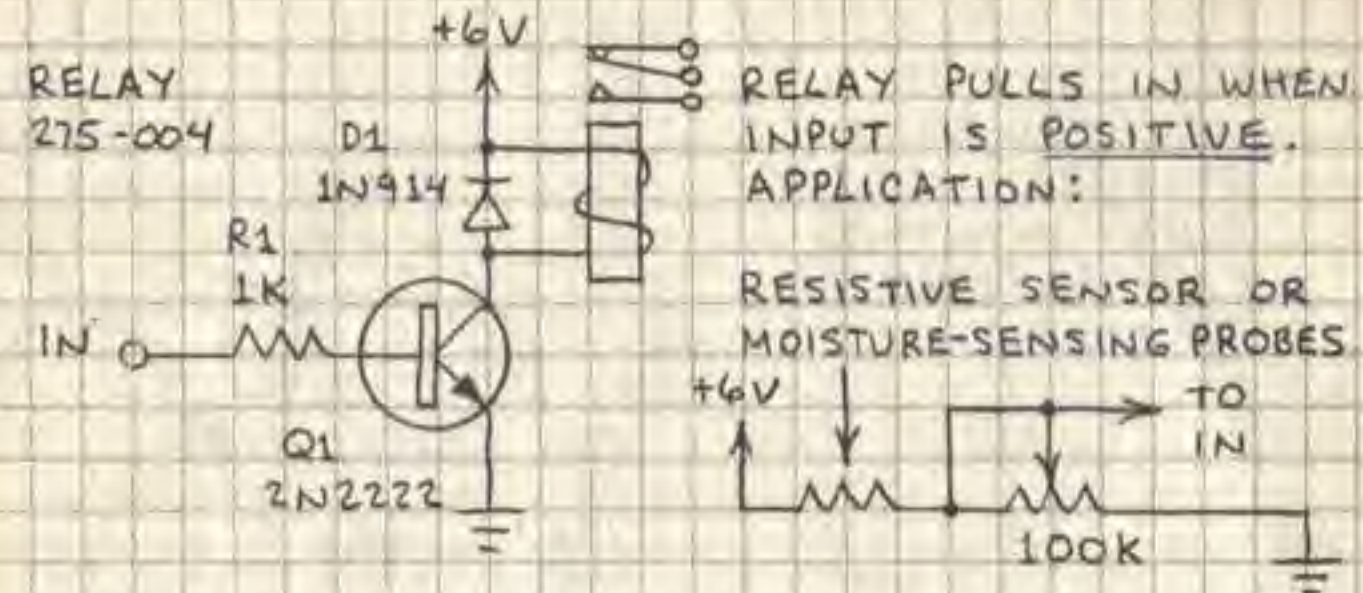 +6V
RELAY
275-004
D1
1N914
R1
1K
IN
Q1
2N2222
RELAY PULLS IN WHEN
INPUT IS POSITIVE.
APPLICATION:
RESISTIVE SENSOR OR
MOISTURE-SENSING PROBES
+6V
TO
IN
100K